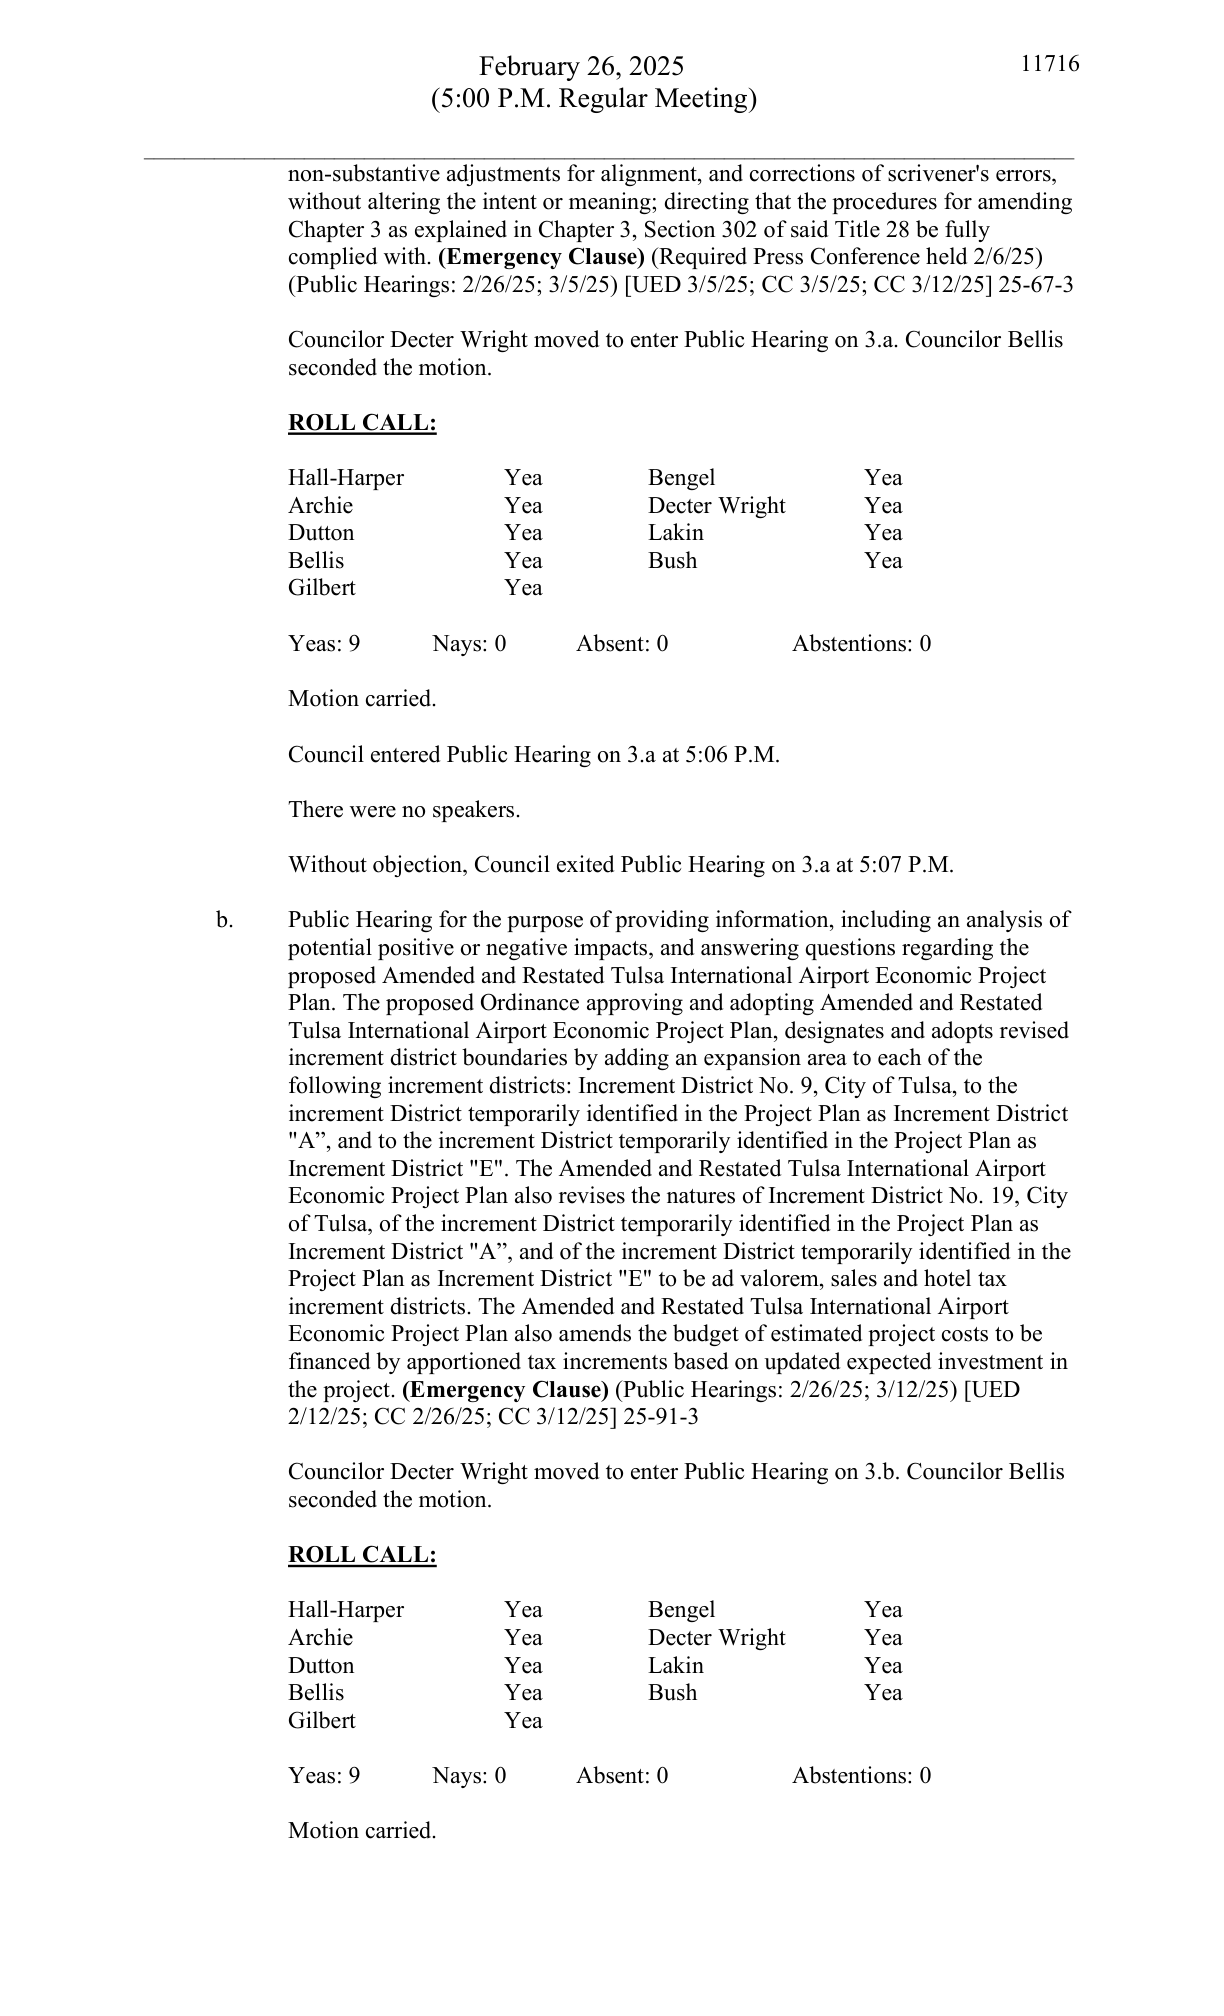 February 26, 2025
11716
(5:00 P.M. Regular Meeting)
non-substantive adjustments for alignment, and corrections of scrivener's errors,
without altering the intent or meaning; directing that the procedures for amending
Chapter 3 as explained in Chapter 3, Section 302 of said Title 28 be fully
complied with. (Emergency Clause) (Required Press Conference held 2/6/25)
(Public Hearings: 2/26/25; 3/5/25) [UED 3/5/25; CC 3/5/25; CC 3/12/25] 25-67-3
Councilor Decter Wright moved to enter Public Hearing on 3.a. Councilor Bellis
seconded the motion.
ROLL CALL:
Hall-Harper Yea Bengel Yea
Archie Yea Decter Wright Yea
Dutton Yea Lakin Yea
Bellis Yea Bush Yea
Gilbert Yea
Yeas: 9 Nays: 0 Absent: 0 Abstentions: 0
Motion carried.
Council entered Public Hearing on 3.a at 5:06 P.M.
There were no speakers.
Without objection, Council exited Public Hearing on 3.a at 5:07 P.M.
b. Public Hearing for the purpose of providing information, including an analysis of
potential positive or negative impacts, and answering questions regarding the
proposed Amended and Restated Tulsa International Airport Economic Project
Plan. The proposed Ordinance approving and adopting Amended and Restated
Tulsa International Airport Economic Project Plan, designates and adopts revised
increment district boundaries by adding an expansion area to each of the
following increment districts: Increment District No. 9, City of Tulsa, to the
increment District temporarily identified in the Project Plan as Increment District
"A”, and to the increment District temporarily identified in the Project Plan as
Increment District "E". The Amended and Restated Tulsa International Airport
Economic Project Plan also revises the natures of Increment District No. 19, City
of Tulsa, of the increment District temporarily identified in the Project Plan as
Increment District "A”, and of the increment District temporarily identified in the
Project Plan as Increment District "E" to be ad valorem, sales and hotel tax
increment districts. The Amended and Restated Tulsa International Airport
Economic Project Plan also amends the budget of estimated project costs to be
financed by apportioned tax increments based on updated expected investment in
the project. (Emergency Clause) (Public Hearings: 2/26/25; 3/12/25) [UED
2/12/25; CC 2/26/25; CC 3/12/25] 25-91-3
Councilor Decter Wright moved to enter Public Hearing on 3.b. Councilor Bellis
seconded the motion.
ROLL CALL:
Hall-Harper Yea Bengel Yea
Archie Yea Decter Wright Yea
Dutton Yea Lakin Yea
Bellis Yea Bush Yea
Gilbert Yea
Yeas: 9 Nays: 0 Absent: 0 Abstentions: 0
Motion carried.